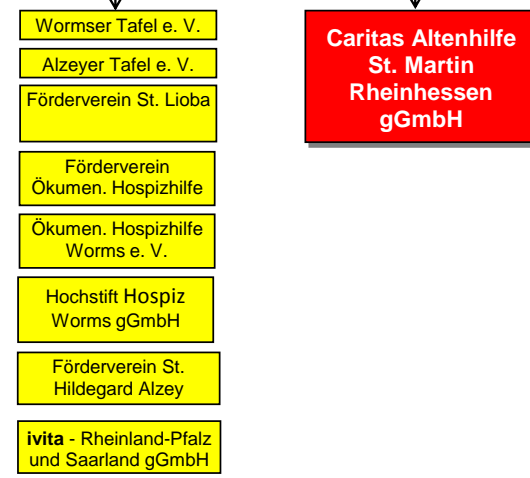 Wormser Tafel e. V.
Alzeyer Tafel e. V.
Förderverein St. Lioba
Förderverein
Ökumen. Hospizhilfe
Ökumen. Hospizhilfe
Worms e. V.
Hochstift Hospiz
Worms gGmbH
Förderverein St.
Hildegard Alzey
ivita - Rheinland-Pfalz
und Saarland gGmbH
Caritas Altenhilfe
St. Martin
Rheinhessen
gGmbH